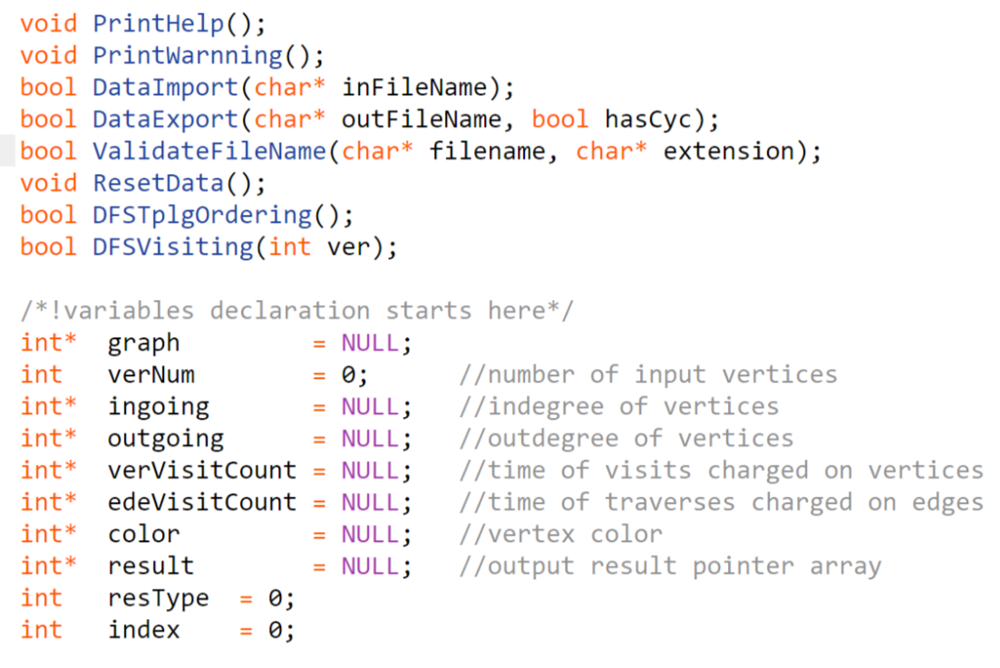 void PrintHelp();
void PrintWarnning();
bool DataImport(char* inFileName);
bool DataExport(char* outFileName, bool hasCyc);
bool ValidateFileName(char* filename, char* extension);
void ResetData();
bool DFSTplgOrdering();
bool DFSVisiting(int ver);

/*!variables declaration starts here*/
int*  graph         = NULL;
int   verNum        = 0;      //number of input vertices
int*  ingoing       = NULL;   //indegree of vertices
int*  outgoing      = NULL;   //outdegree of vertices
int*  verVisitCount = NULL;   //time of visits charged on vertices
int*  edeVisitCount = NULL;   //time of traverses charged on edges
int*  color         = NULL;   //vertex color
int*  result        = NULL;   //output result pointer array
int   resType  = 0;
int   index    = 0;